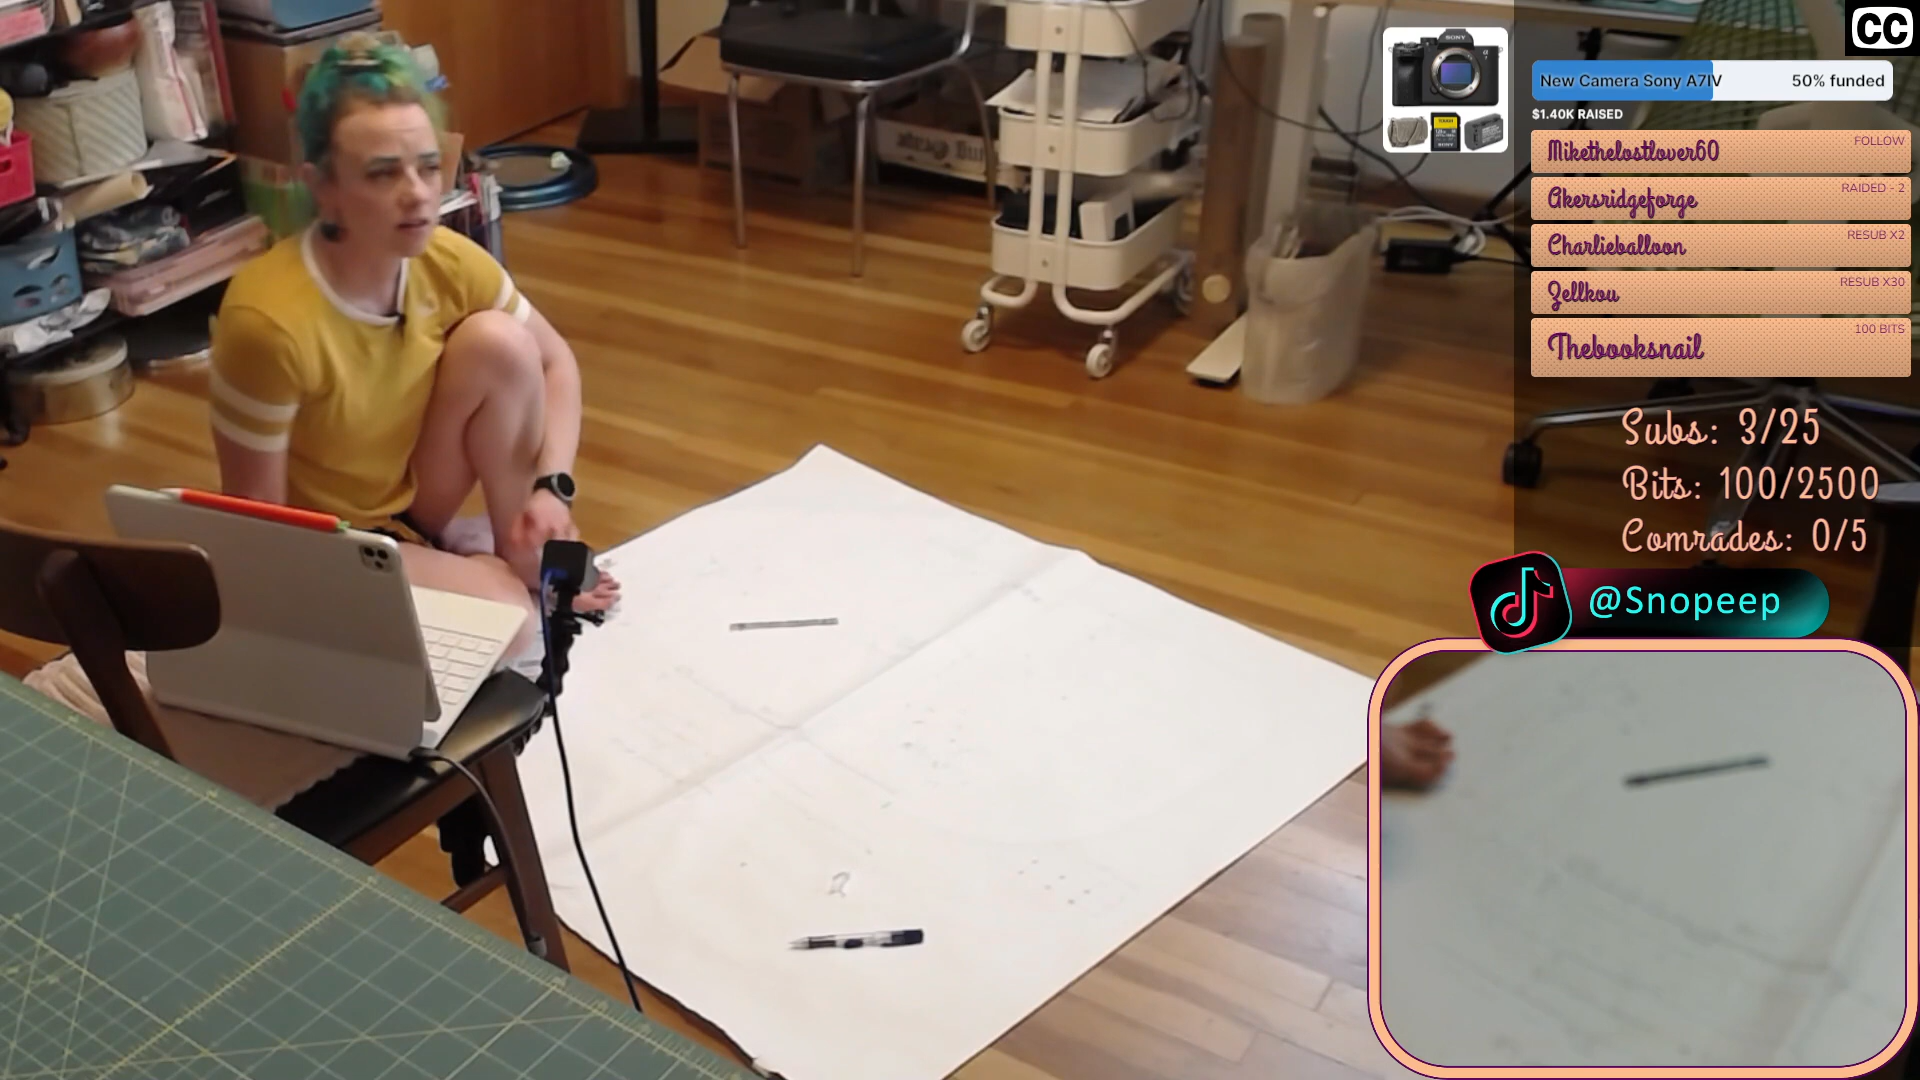 CC
SONY
New Camera Sony A7IV 50% funded
$1.40K RAISED
Mikethelostlover60 FOLLOW
Akersridgeforge RAIDED - 2
Charlieballoon RESUB X2
Zellkou RESUB X30
Thebooksnail 100 BITS
Subs: 3/25
Bits: 100/2500
Comrades: 0/5
@Snopeep